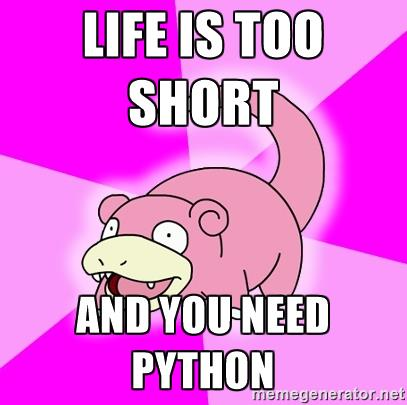 LIFE IS TOO
SHORT
AND YOU NEED
PYTHON
memegenerator.net